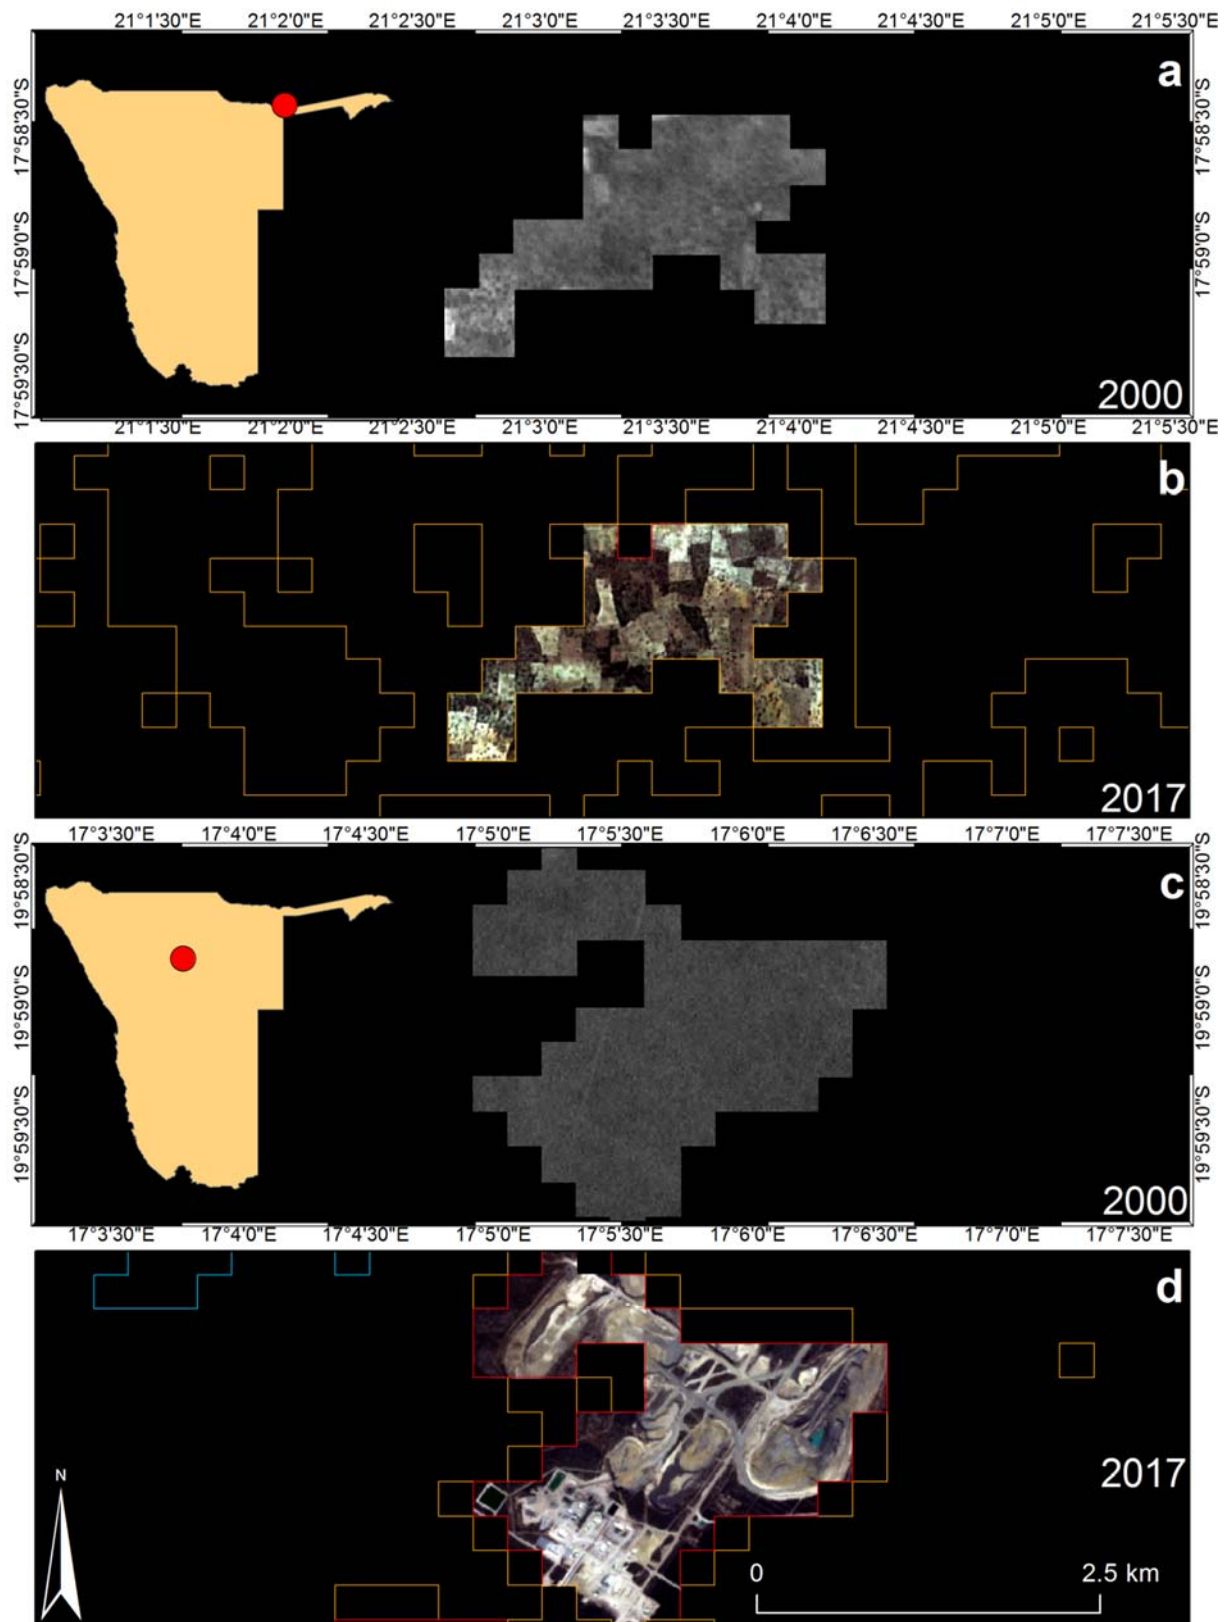 21°1'30"E 21°2'0"E 21°2'30"E 21°3'0"E 21°3'30"E 21°4'0"E 21°4'30"E 21°5'0"E 21°5'30"E
a
17°58'30"S 17°58'30"S
17°59'0"S 17°59'0"S
17°59'30"S 17°59'30"S
2000
21°1'30"E 21°2'0"E 21°2'30"E 21°3'0"E 21°3'30"E 21°4'0"E 21°4'30"E 21°5'0"E 21°5'30"E
b
2017
17°3'30"E 17°4'0"E 17°4'30"E 17°5'0"E 17°5'30"E 17°6'0"E 17°6'30"E 17°7'0"E 17°7'30"E
c
19°58'30"S 19°58'30"S
19°59'0"S 19°59'0"S
19°59'30"S 19°59'30"S
2000
17°3'30"E 17°4'0"E 17°4'30"E 17°5'0"E 17°5'30"E 17°6'0"E 17°6'30"E 17°7'0"E 17°7'30"E
d
2017
N
0 2.5 km